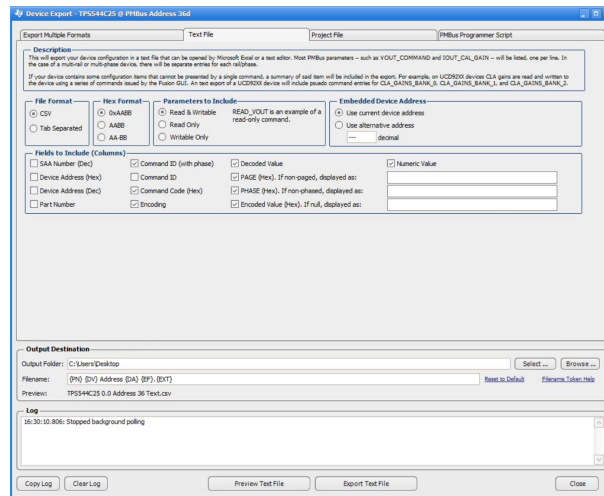 Device Export - TPS544C25 @ PMBus Address 36d
Export Multiple Formats
Text File
Project File
PMBus Programmer Script
Description
This will export your device configuration in a text file that can be opened by Microsoft Excel or a text editor. Most PMBus parameters -- such as VOUT_COMMAND and IOUT_CAL_GAIN -- will be listed, one per line. In
the case of a multi-rail or multi-phase device, there will be separate entries for each rail/phase.
If your device contains some configuration items that cannot be presented by a single command, a summary of said item will be included in the export. For example, on UCD92XX devices CLA gains are read and written to
the device using a series of commands issued by the Fusion GUI. An text export of a UCD92XX device will include psuedo command entries for CLA_GAINS_BANK_0, CLA_GAINS_BANK_1, and CLA_GAINS_BANK_2.
File Format
CSV
Tab Separated
Hex Format
0xAABB
AABB
AA-BB
Parameters to Include
Read & Writable
Read Only
Writable Only
READ_VOUT is an example of a
read-only command.
Embedded Device Address
Use current device address
Use alternative address
--- decimal
Fields to Include (Columns)
SAA Number (Dec) Command ID (with phase) Decoded Value Numeric Value
Device Address (Hex) Command ID PAGE (Hex). If non-paged, displayed as:
Device Address (Dec) Command Code (Hex) PHASE (Hex). If non-phased, displayed as:
Part Number Encoding Encoded Value (Hex). If null, displayed as:
Output Destination
Output Folder: C:\Users\Desktop Select ... Browse ...
Filename: {PN} {DV} Address {DA} {EF}.{EXT} Reset to Default Filename Token Help
Preview: TPS544C25 0.0 Address 36 Text.csv
Log
16:30:10.806: Stopped background polling
Copy Log Clear Log Preview Text File Export Text File Close